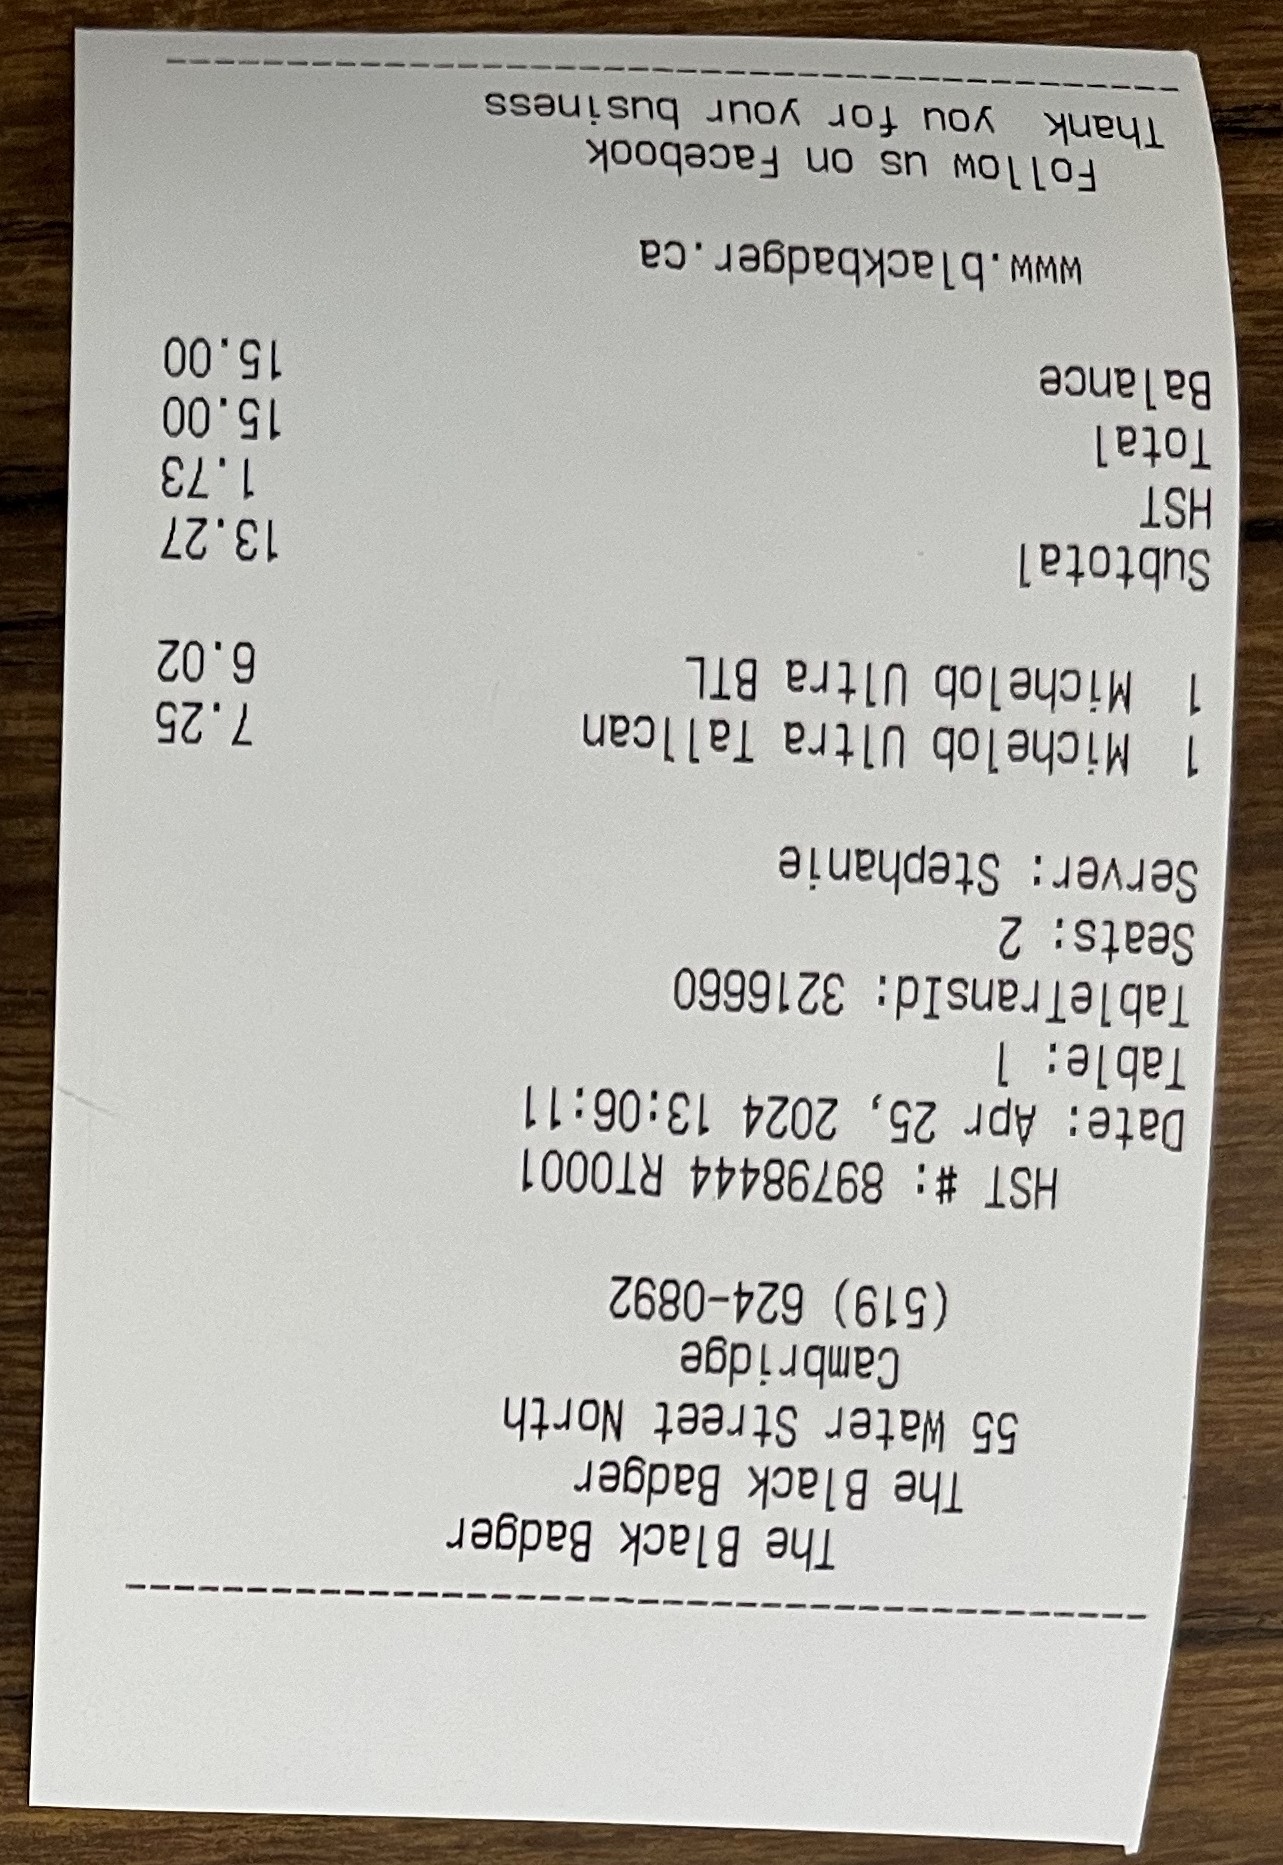 The Black Badger
The Black Badger
55 Water Street North
Cambridge
(519) 624-0892
HST #: 89798444 RT0001
Date: Apr 25, 2024 13:06:11
Table: 1
TableTransId: 3216660
Seats: 2
Server: Stephanie
1 Michelob Ultra Tallcan 7.25
1 Michelob Ultra BTL 6.02
Subtotal 13.27
HST 1.73
Total 15.00
Balance 15.00
www.blackbadger.ca
Follow us on Facebook
Thank you for your business